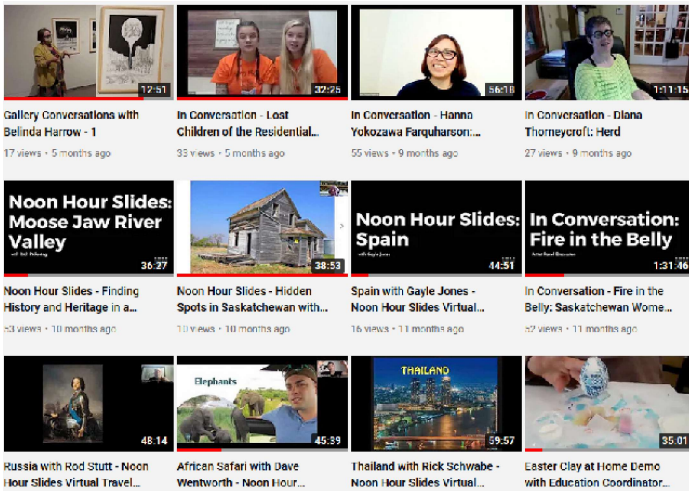 12:51
32:25
56:18
1:11:15
Gallery Conversations with
Belinda Harrow - 1
17 views • 5 months ago
In Conversation - Lost
Children of the Residential...
33 views • 5 months ago
In Conversation - Hanna
Yokozawa Farquharson:...
55 views • 9 months ago
In Conversation - Diana
Thorneycroft: Herd
27 views • 9 months ago
Noon Hour Slides:
Moose Jaw River
Valley
36:27
38:53
Noon Hour Slides:
Spain
with Gayle Jones
44:51
In Conversation:
Fire in the Belly
1:31:46
Noon Hour Slides - Finding
History and Heritage in a...
53 views • 10 months ago
Noon Hour Slides - Hidden
Spots in Saskatchewan with...
10 views • 10 months ago
Spain with Gayle Jones -
Noon Hour Slides Virtual...
16 views • 11 months ago
In Conversation - Fire in the
Belly: Saskatchewan Wome...
52 views • 11 months ago
48:14
Elephants
45:39
THAILAND
59:57
35:01
Russia with Rod Stutt - Noon
Hour Slides Virtual Travel...
African Safari with Dave
Wentworth - Noon Hour...
Thailand with Rick Schwabe -
Noon Hour Slides Virtual...
Easter Clay at Home Demo
with Education Coordinator...